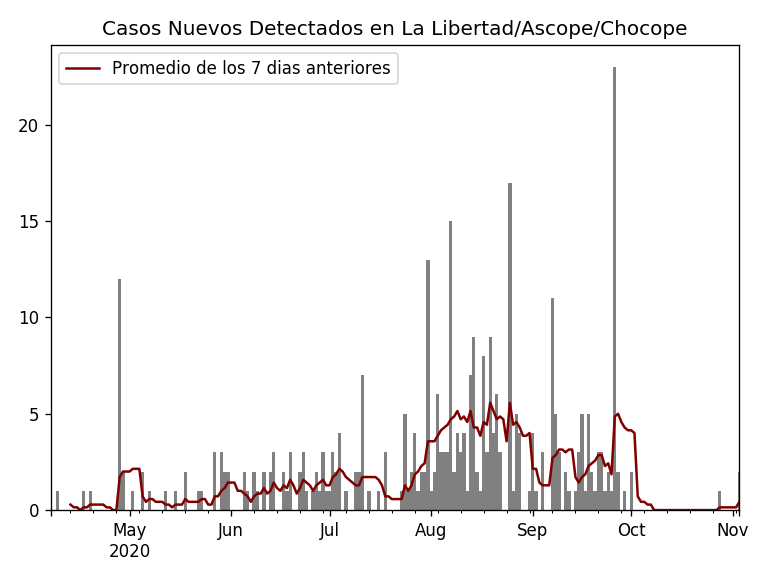 Casos Nuevos Detectados en La Libertad/Ascope/Chocope
Promedio de los 7 dias anteriores
20
15
10
5
0
May Jun Jul Aug Sep Oct Nov
2020